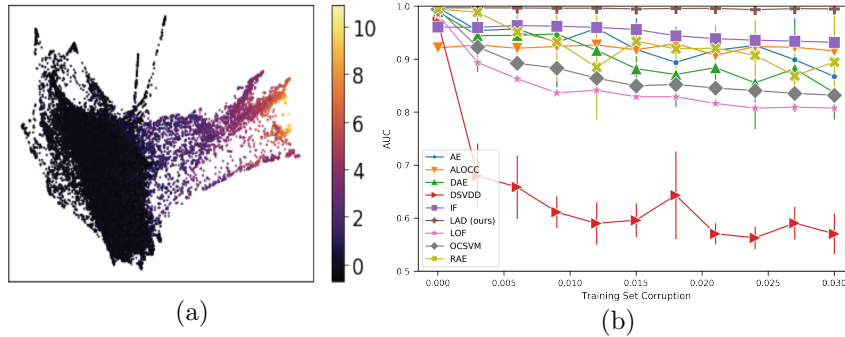 10
8
6
4
2
0
(a)
1.0
0.9
0.8
0.7
0.6
0.5
AUC
AE
ALOCC
DAE
DSVDD
IF
LAD (ours)
LOF
OCSVM
RAE
0.000 0.005 0.010 0.015 0.020 0.025 0.030
Training Set Corruption
(b)